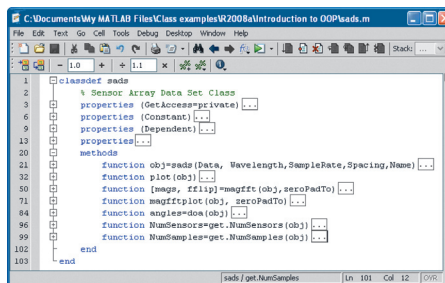 C:\Documents\My MATLAB Files\Class examples\R2008a\Introduction to OOP\sads.m
File Edit Text Go Cell Tools Debug Desktop Window Help
Stack:
- 1.0 + ÷ 1.1 ×
1 classdef sads
2 % Sensor Array Data Set Class
3 properties (GetAccess=private) ...
6 properties (Constant) ...
9 properties (Dependent) ...
13 properties ...
20 methods
21 function obj=sads(Data, Wavelength,SampleRate,Spacing,Name) ...
32 function plot(obj) ...
50 function [mags, fflip]=magfft(obj,zeroPadTo) ...
71 function magfftplot(obj, zeroPadTo) ...
84 function angles=doa(obj) ...
96 function NumSensors=get.NumSensors(obj) ...
99 function NumSamples=get.NumSamples(obj) ...
102 end
103 end
sads / get.NumSamples Ln 101 Col 12 OVR